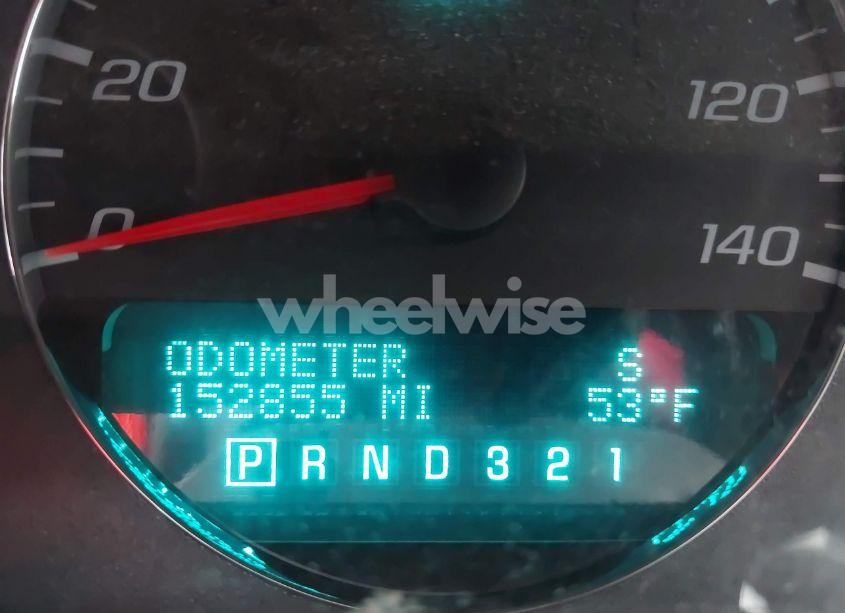 20
120
0
140
wheelwise
ODOMETER S
152855 MI 53°F
P R N D 3 2 1